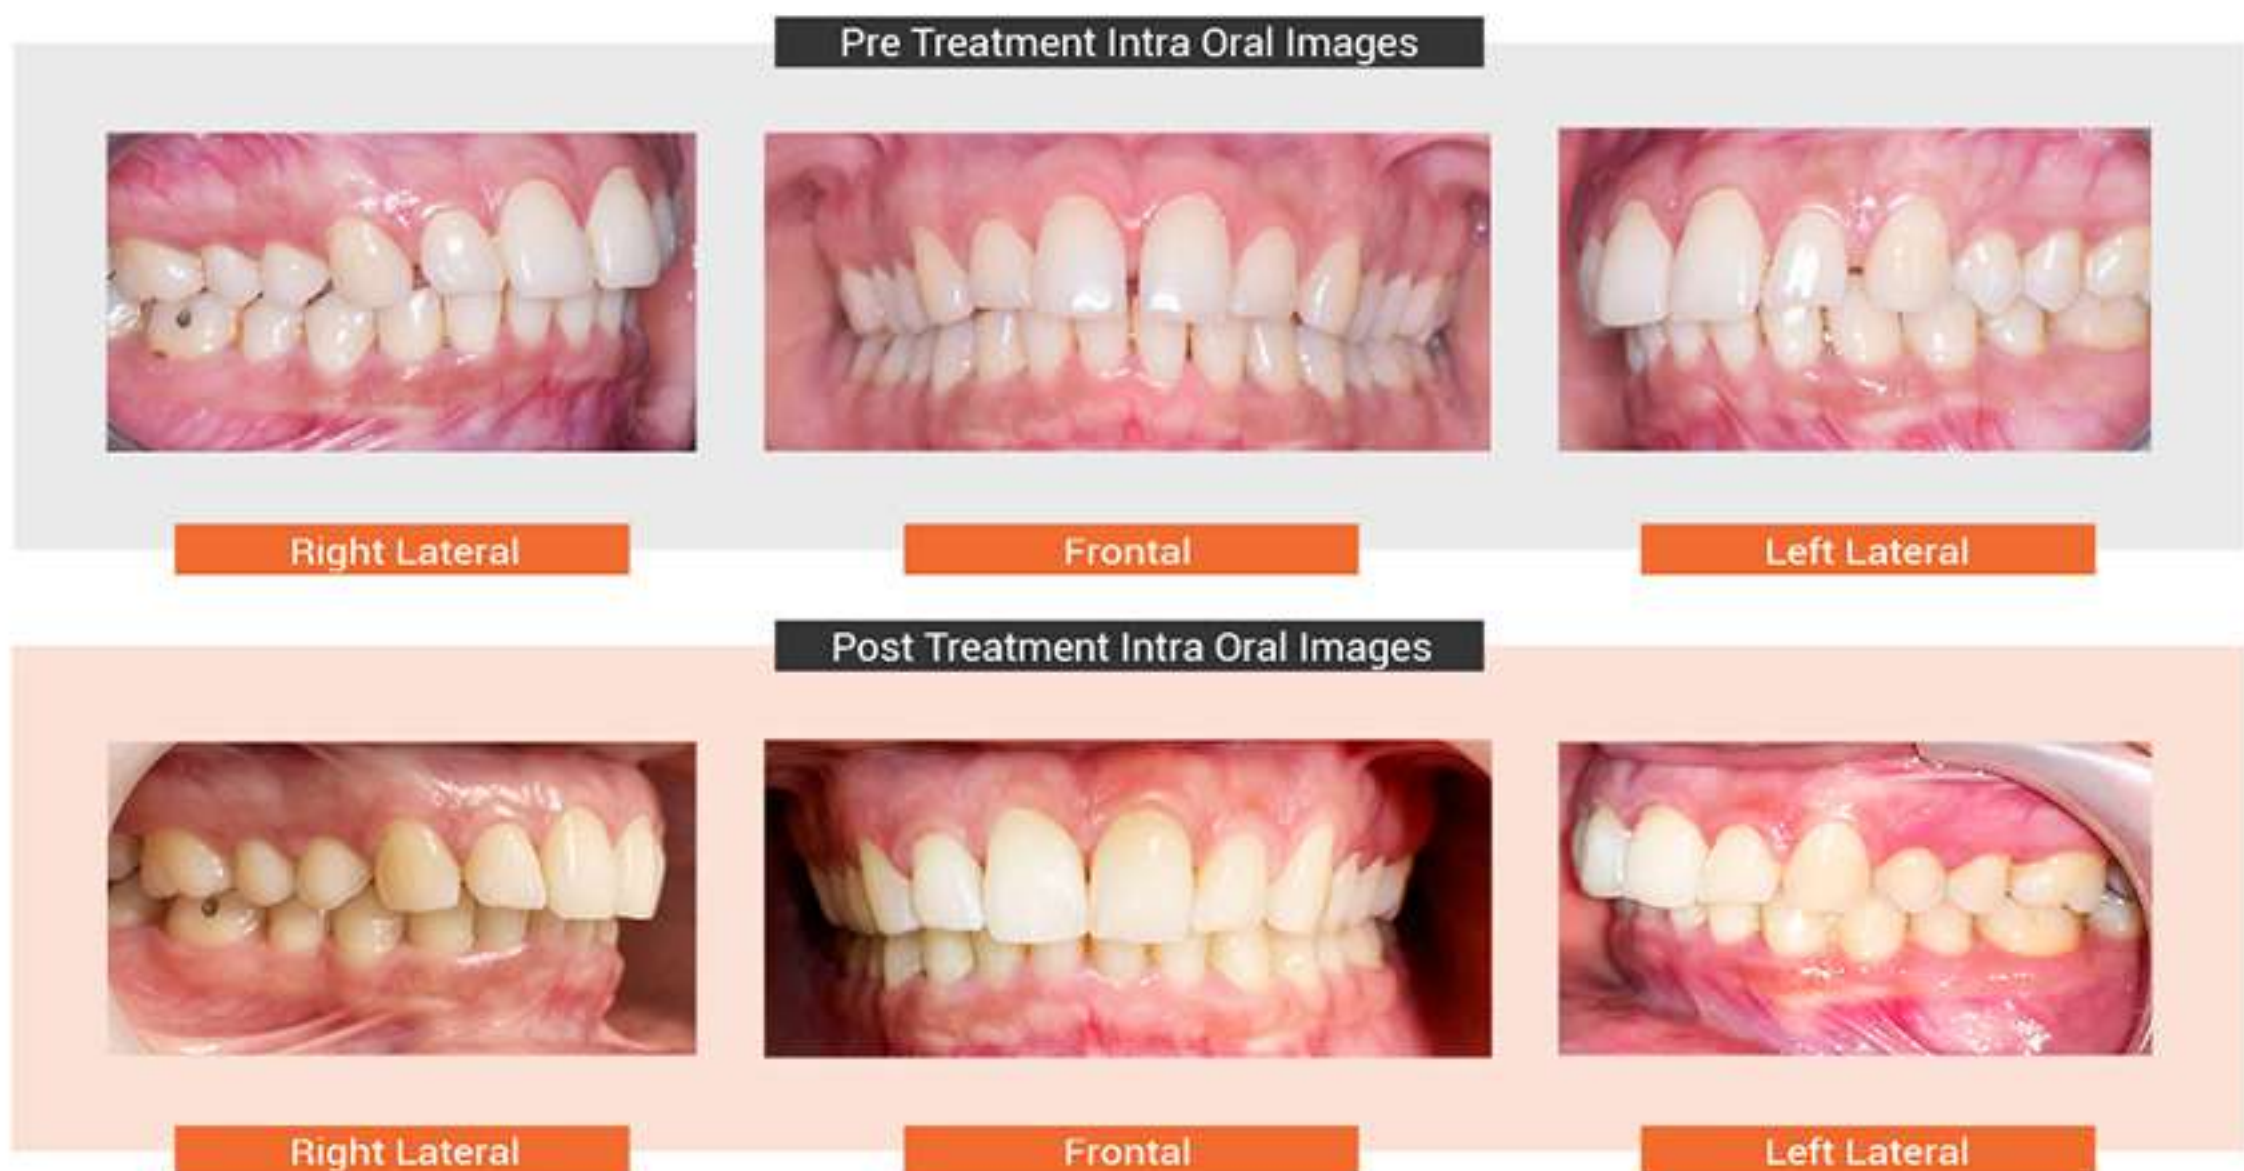 Pre Treatment Intra Oral Images
Right Lateral
Frontal
Left Lateral
Post Treatment Intra Oral Images
Right Lateral
Frontal
Left Lateral